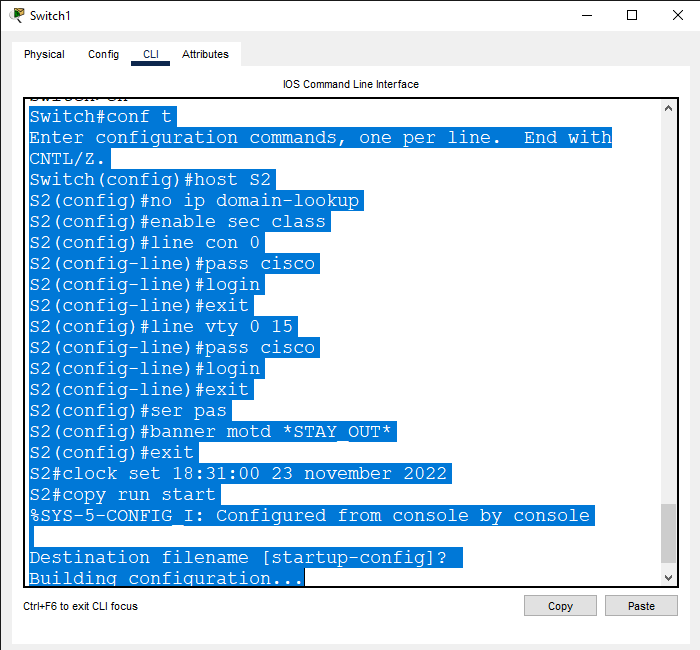 Switch1
Physical Config CLI Attributes
IOS Command Line Interface
Switch#conf t
Enter configuration commands, one per line.  End with
CNTL/Z.
Switch(config)#host S2
S2(config)#no ip domain-lookup
S2(config)#enable sec class
S2(config)#line con 0
S2(config-line)#pass cisco
S2(config-line)#login
S2(config-line)#exit
S2(config)#line vty 0 15
S2(config-line)#pass cisco
S2(config-line)#login
S2(config-line)#exit
S2(config)#ser pas
S2(config)#banner motd *STAY_OUT*
S2(config)#exit
S2#clock set 18:31:00 23 november 2022
S2#copy run start
%SYS-5-CONFIG_I: Configured from console by console
Destination filename [startup-config]?
Building configuration...
Ctrl+F6 to exit CLI focus
Copy Paste